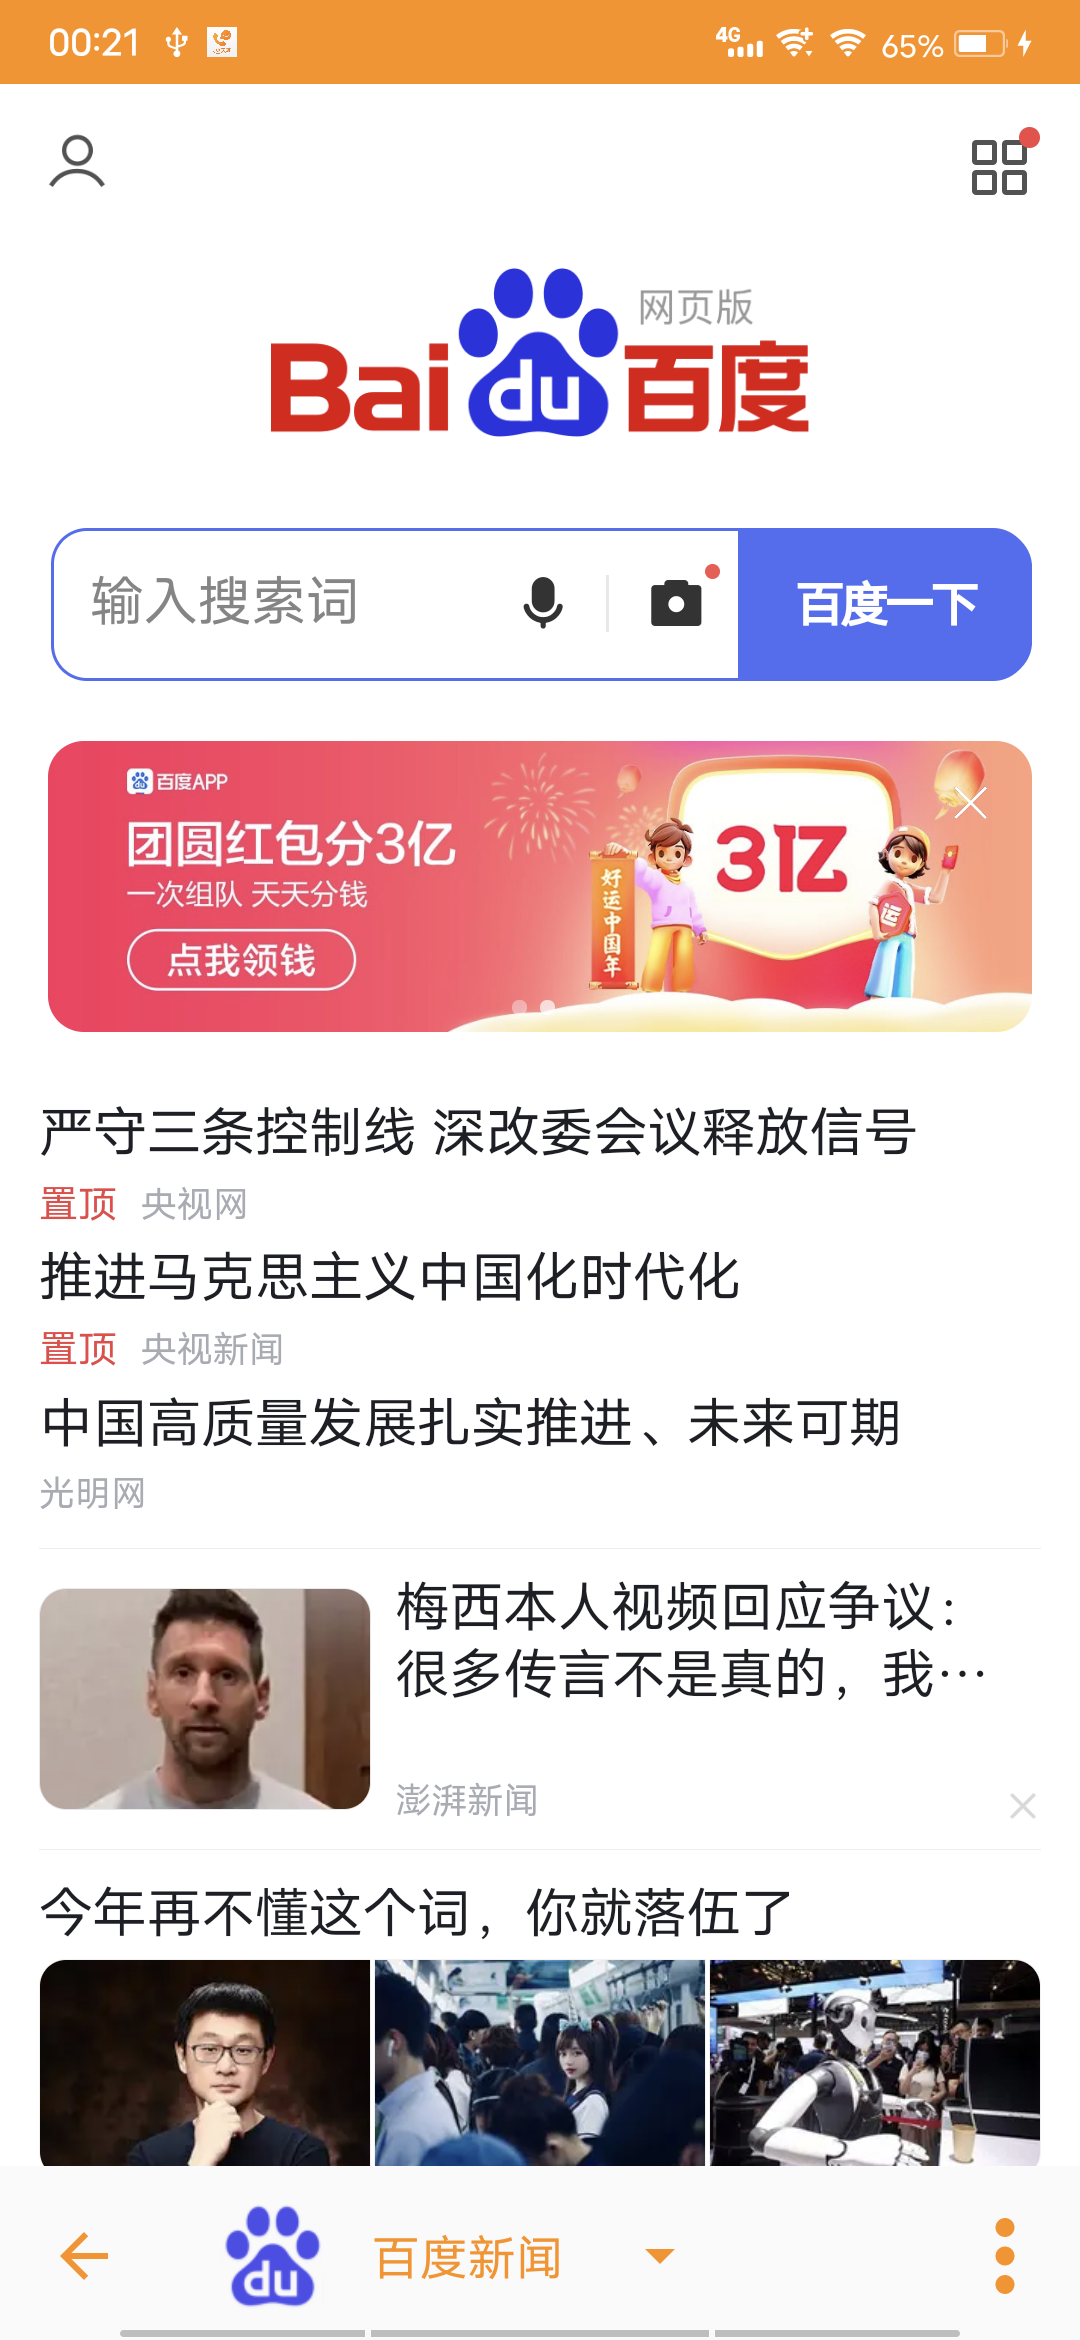 00:21
4G
65%
网页版
Bai du 百度
输入搜索词
百度一下
百度APP
团圆红包分3亿
一次组队 天天分钱
点我领钱
好运中国年
3亿
运
严守三条控制线 深改委会议释放信号
置顶 央视网
推进马克思主义中国化时代化
置顶 央视新闻
中国高质量发展扎实推进、未来可期
光明网
梅西本人视频回应争议：
很多传言不是真的，我…
澎湃新闻
今年再不懂这个词，你就落伍了
du 百度新闻